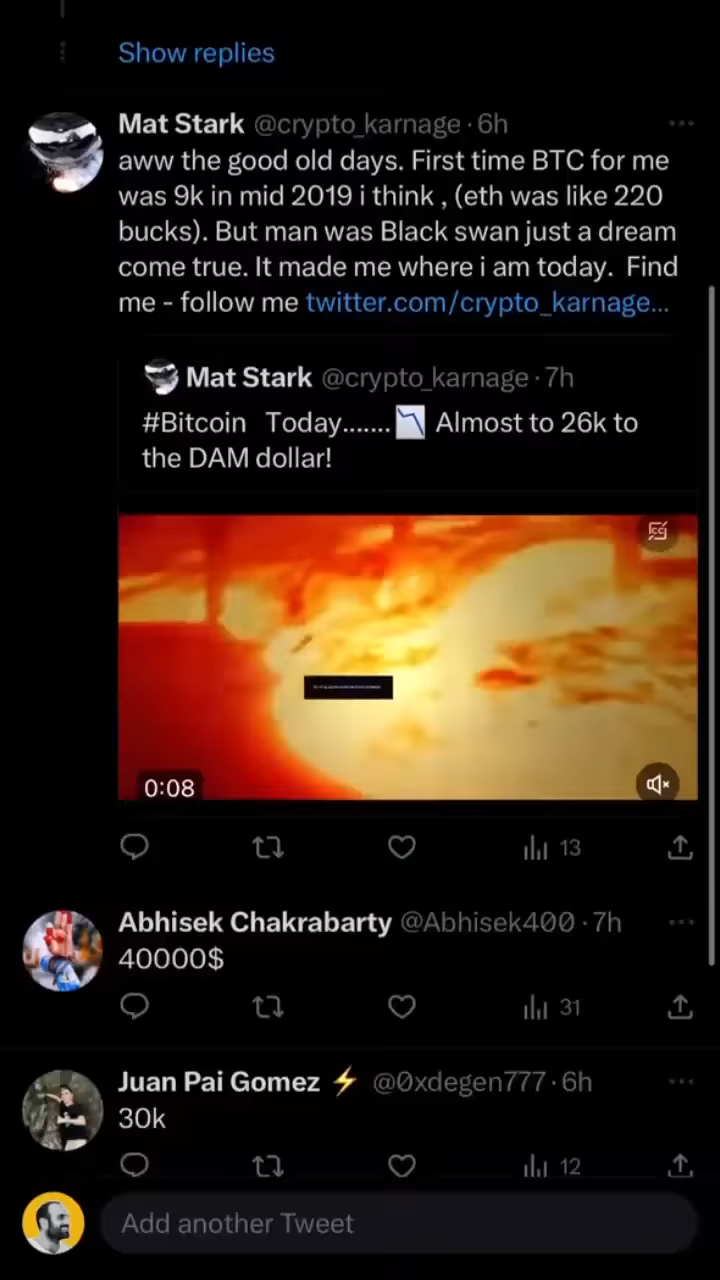 Show replies
Mat Stark @crypto_karnage · 6h
aww the good old days. First time BTC for me
was 9k in mid 2019 i think , (eth was like 220
bucks). But man was Black swan just a dream
come true. It made me where i am today.  Find
me - follow me twitter.com/crypto_karnage...
Mat Stark @crypto_karnage · 7h
#Bitcoin  Today.......📉 Almost to 26k to
the DAM dollar!
CC
0:08
13
Abhisek Chakrabarty @Abhisek400 · 7h
40000$
31
Juan Pai Gomez ⚡ @0xdegen777 · 6h
30k
12
Add another Tweet